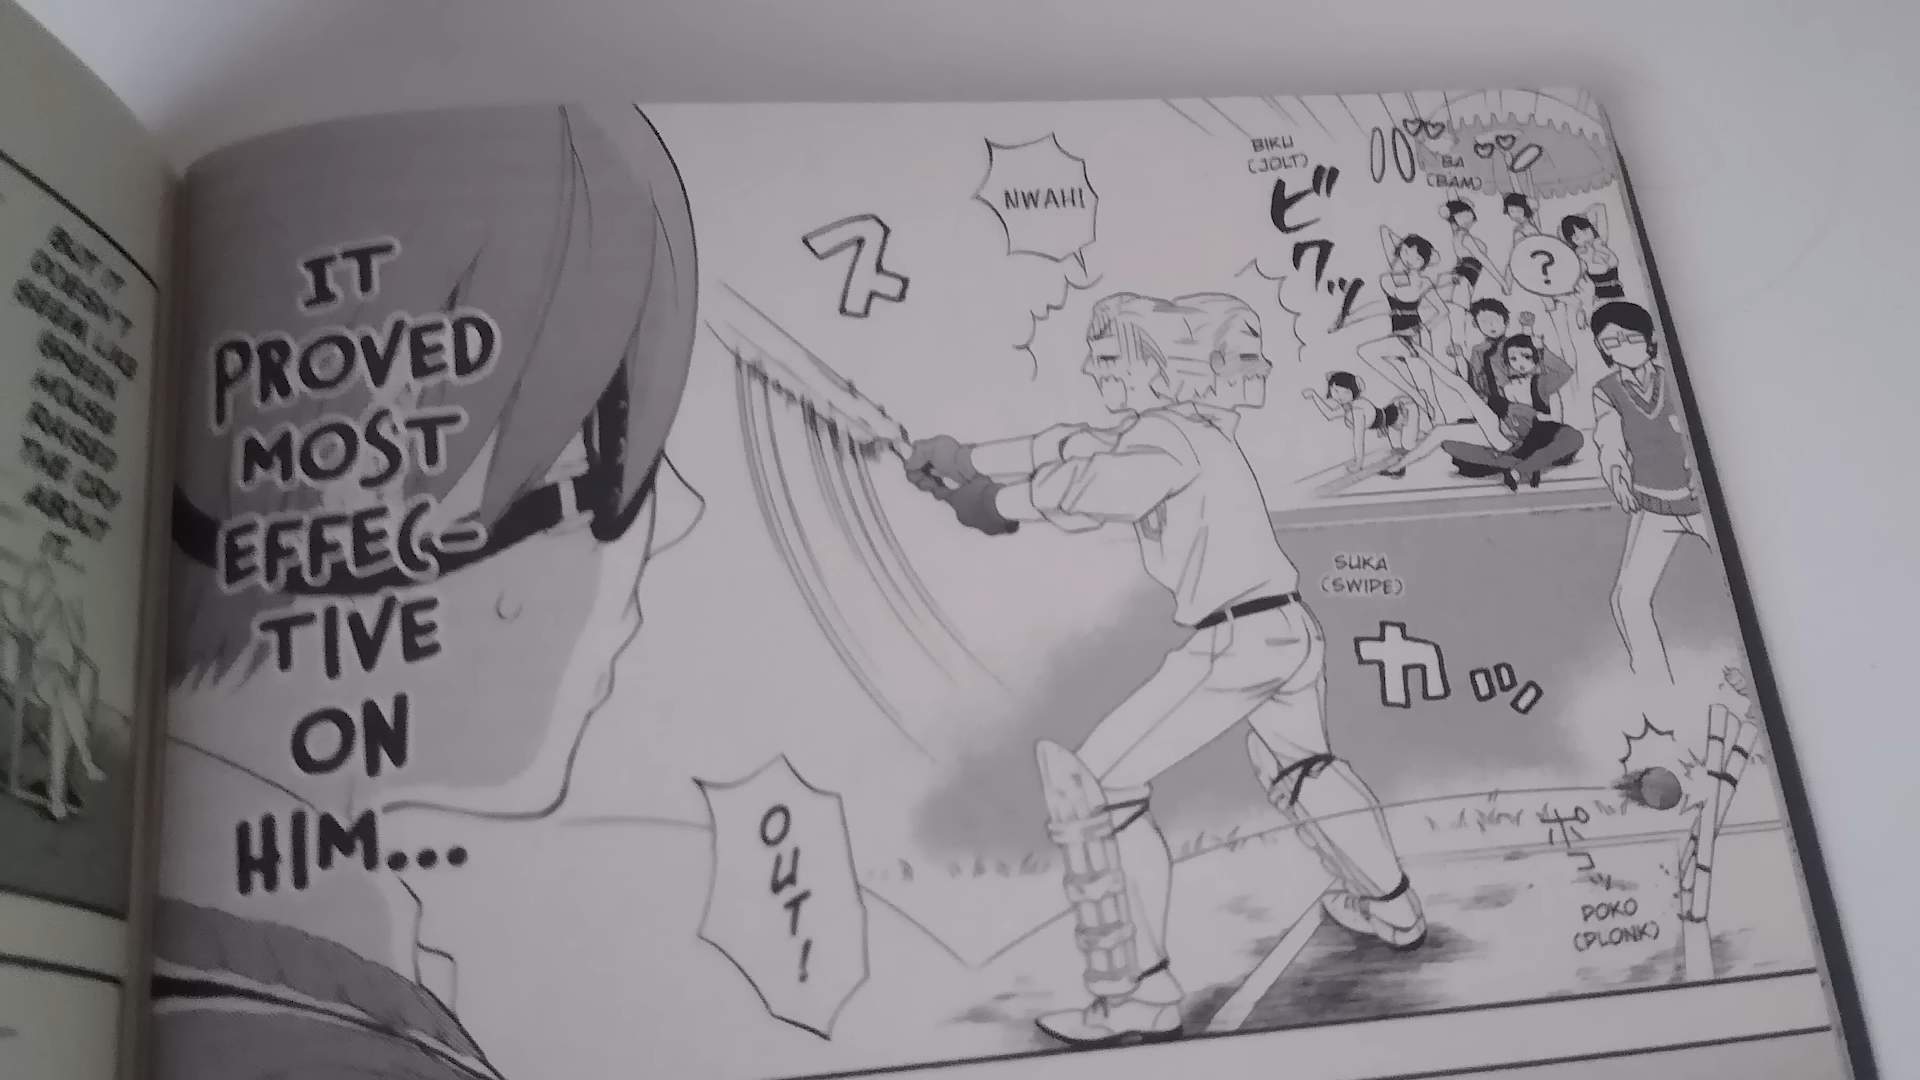 IT
PROVED
MOST
EFFEC-
TIVE
ON
HIM...
ス
NWAH!
BIKU
(JOLT)
ビクッ
BA
(BAM)
?
SUKA
(SWIPE)
カッ
OUT!
ポコッ
POKO
(PLONK)